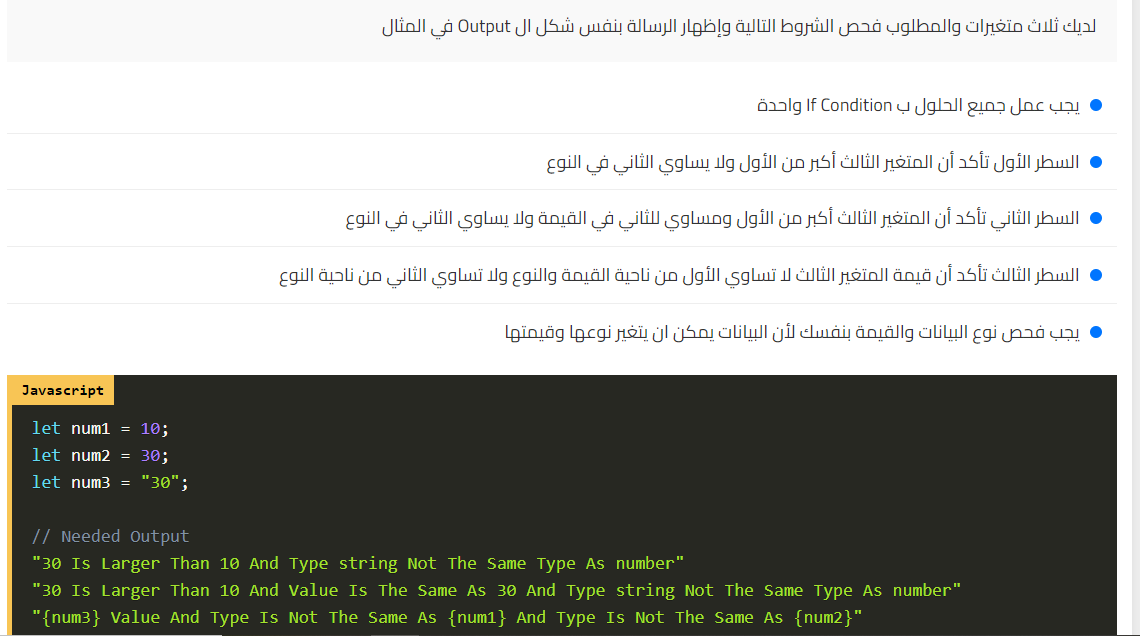 لديك ثلاث متغيرات والمطلوب فحص الشروط التالية وإظهار الرسالة بنفس شكل ال Output في المثال
يجب عمل جميع الحلول ب If Condition واحدة
السطر الأول تأكد أن المتغير الثالث أكبر من الأول ولا يساوي الثاني في النوع
السطر الثاني تأكد أن المتغير الثالث أكبر من الأول ومساوي للثاني في القيمة ولا يساوي الثاني في النوع
السطر الثالث تأكد أن قيمة المتغير الثالث لا تساوي الأول من ناحية القيمة والنوع ولا تساوي الثاني من ناحية النوع
يجب فحص نوع البيانات والقيمة بنفسك لأن البيانات يمكن ان يتغير نوعها وقيمتها
Javascript
let num1 = 10;
let num2 = 30;
let num3 = "30";
// Needed Output
"30 Is Larger Than 10 And Type string Not The Same Type As number"
"30 Is Larger Than 10 And Value Is The Same As 30 And Type string Not The Same Type As number"
"{num3} Value And Type Is Not The Same As {num1} And Type Is Not The Same As {num2}"